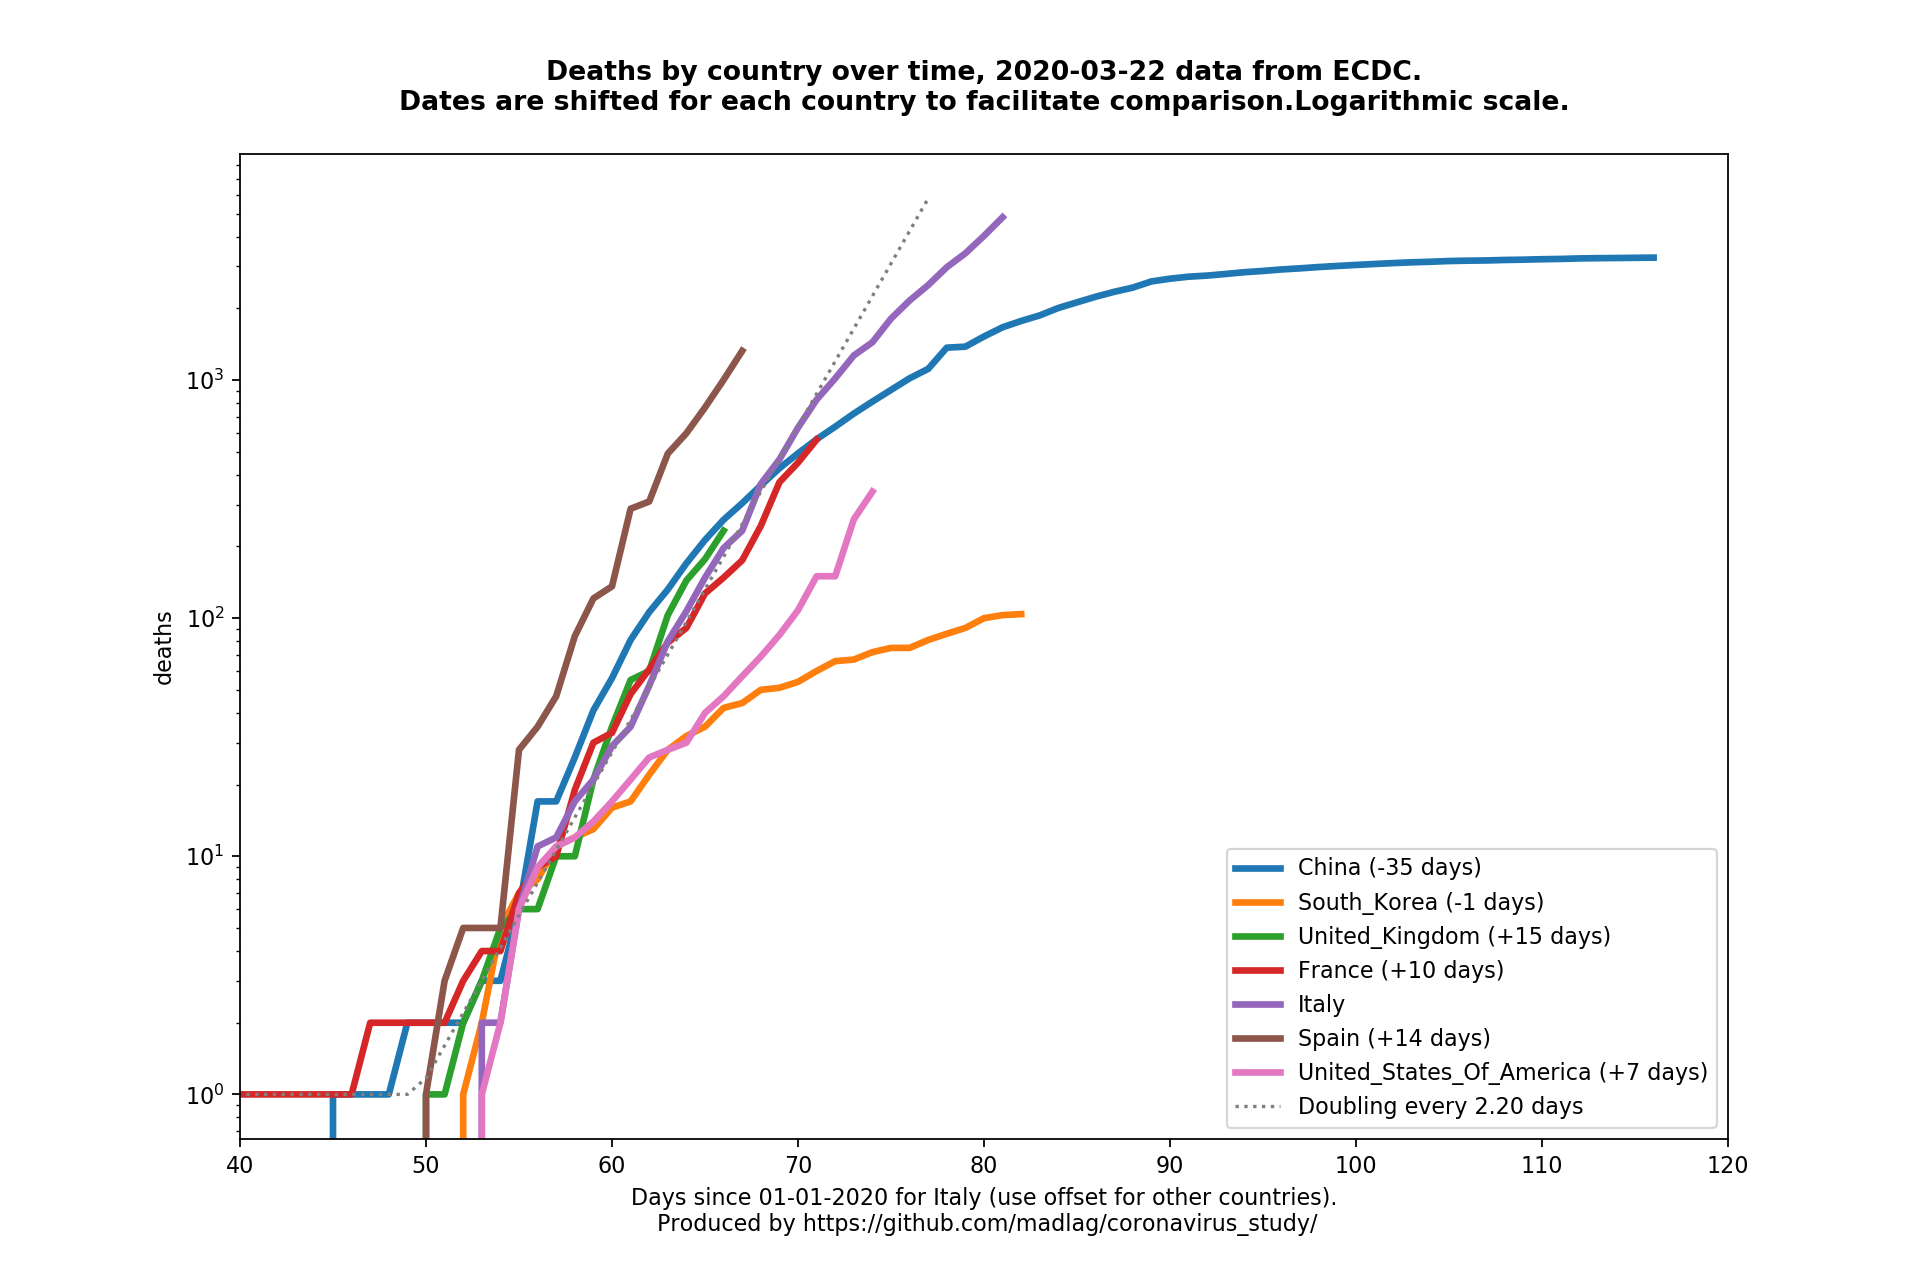 Deaths by country over time, 2020-03-22 data from ECDC.
Dates are shifted for each country to facilitate comparison.Logarithmic scale.
deaths
10³
10²
10¹
10⁰
40 50 60 70 80 90 100 110 120
China (-35 days)
South_Korea (-1 days)
United_Kingdom (+15 days)
France (+10 days)
Italy
Spain (+14 days)
United_States_Of_America (+7 days)
Doubling every 2.20 days
Days since 01-01-2020 for Italy (use offset for other countries).
Produced by https://github.com/madlag/coronavirus_study/